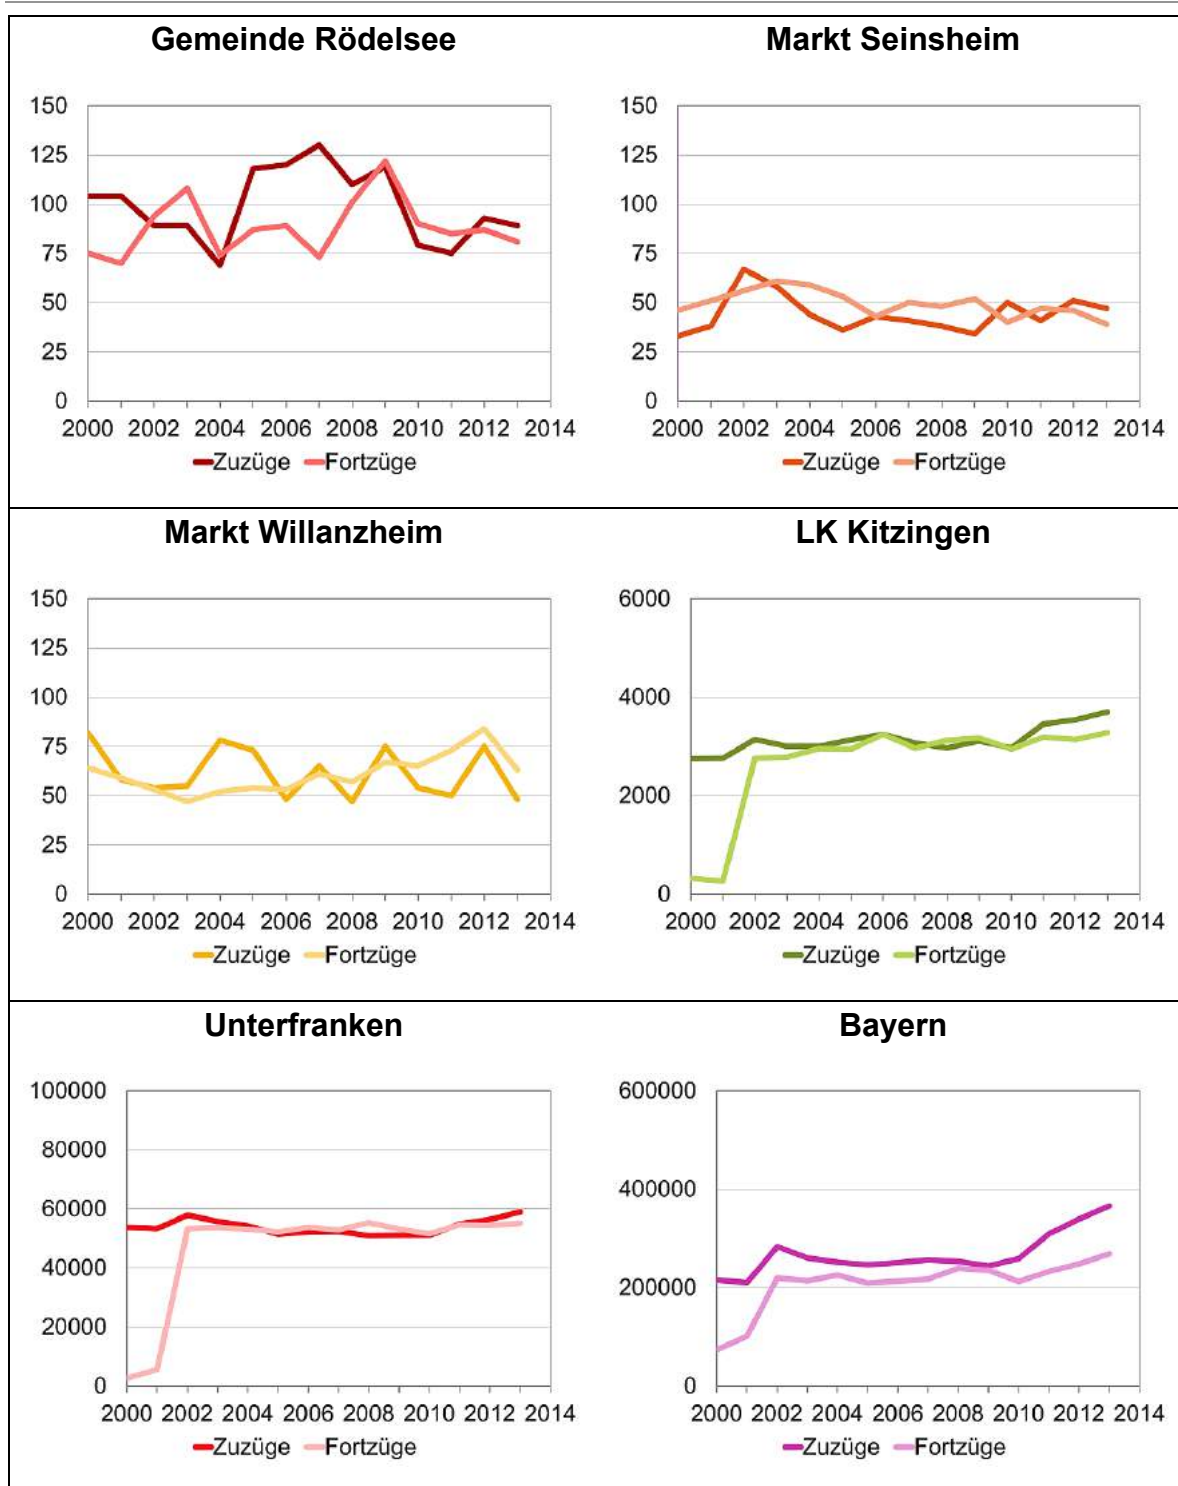 Gemeinde Rödelsee
150
125
100
75
50
25
0
2000 2002 2004 2006 2008 2010 2012 2014
Zuzüge Fortzüge
Markt Seinsheim
150
125
100
75
50
25
0
2000 2002 2004 2006 2008 2010 2012 2014
Zuzüge Fortzüge
Markt Willanzheim
150
125
100
75
50
25
0
2000 2002 2004 2006 2008 2010 2012 2014
Zuzüge Fortzüge
LK Kitzingen
6000
4000
2000
0
2000 2002 2004 2006 2008 2010 2012 2014
Zuzüge Fortzüge
Unterfranken
100000
80000
60000
40000
20000
0
2000 2002 2004 2006 2008 2010 2012 2014
Zuzüge Fortzüge
Bayern
600000
400000
200000
0
2000 2002 2004 2006 2008 2010 2012 2014
Zuzüge Fortzüge